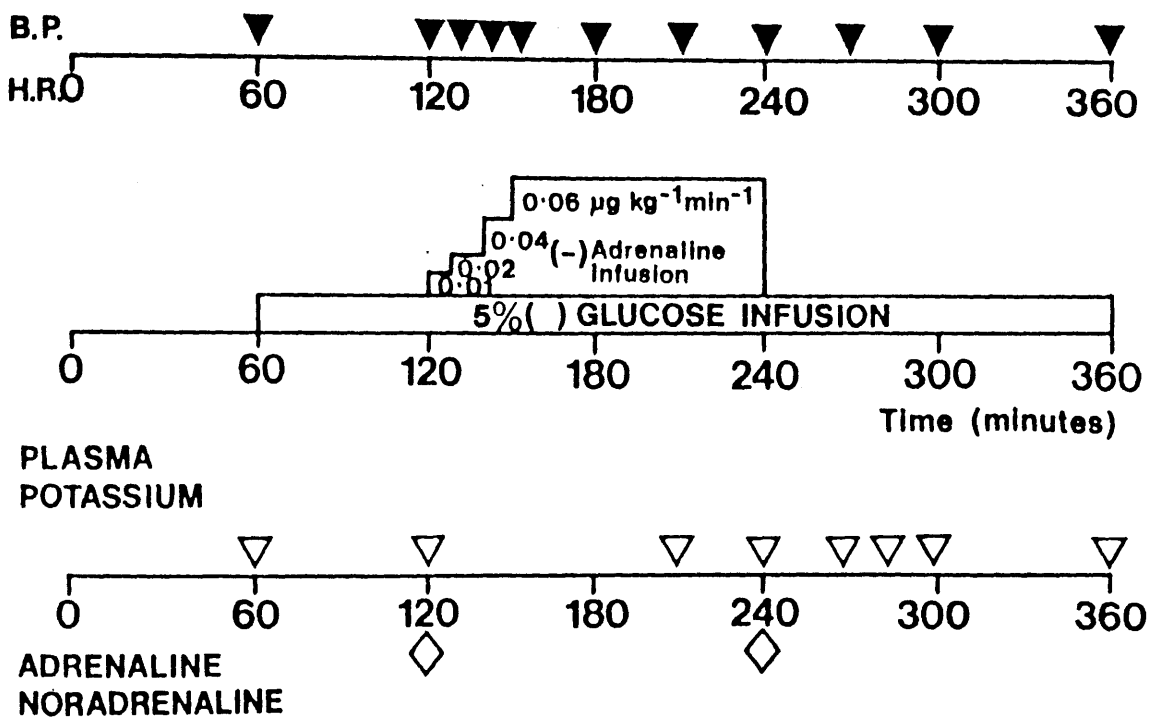 B.P.
H.R.
0 60 120 180 240 300 360
0·06 µg kg⁻¹min⁻¹
0·04 (-) Adrenaline
Infusion
0·02
0·01
5%( ) GLUCOSE INFUSION
0 60 120 180 240 300 360
Time (minutes)
PLASMA
POTASSIUM
0 60 120 180 240 300 360
ADRENALINE
NORADRENALINE